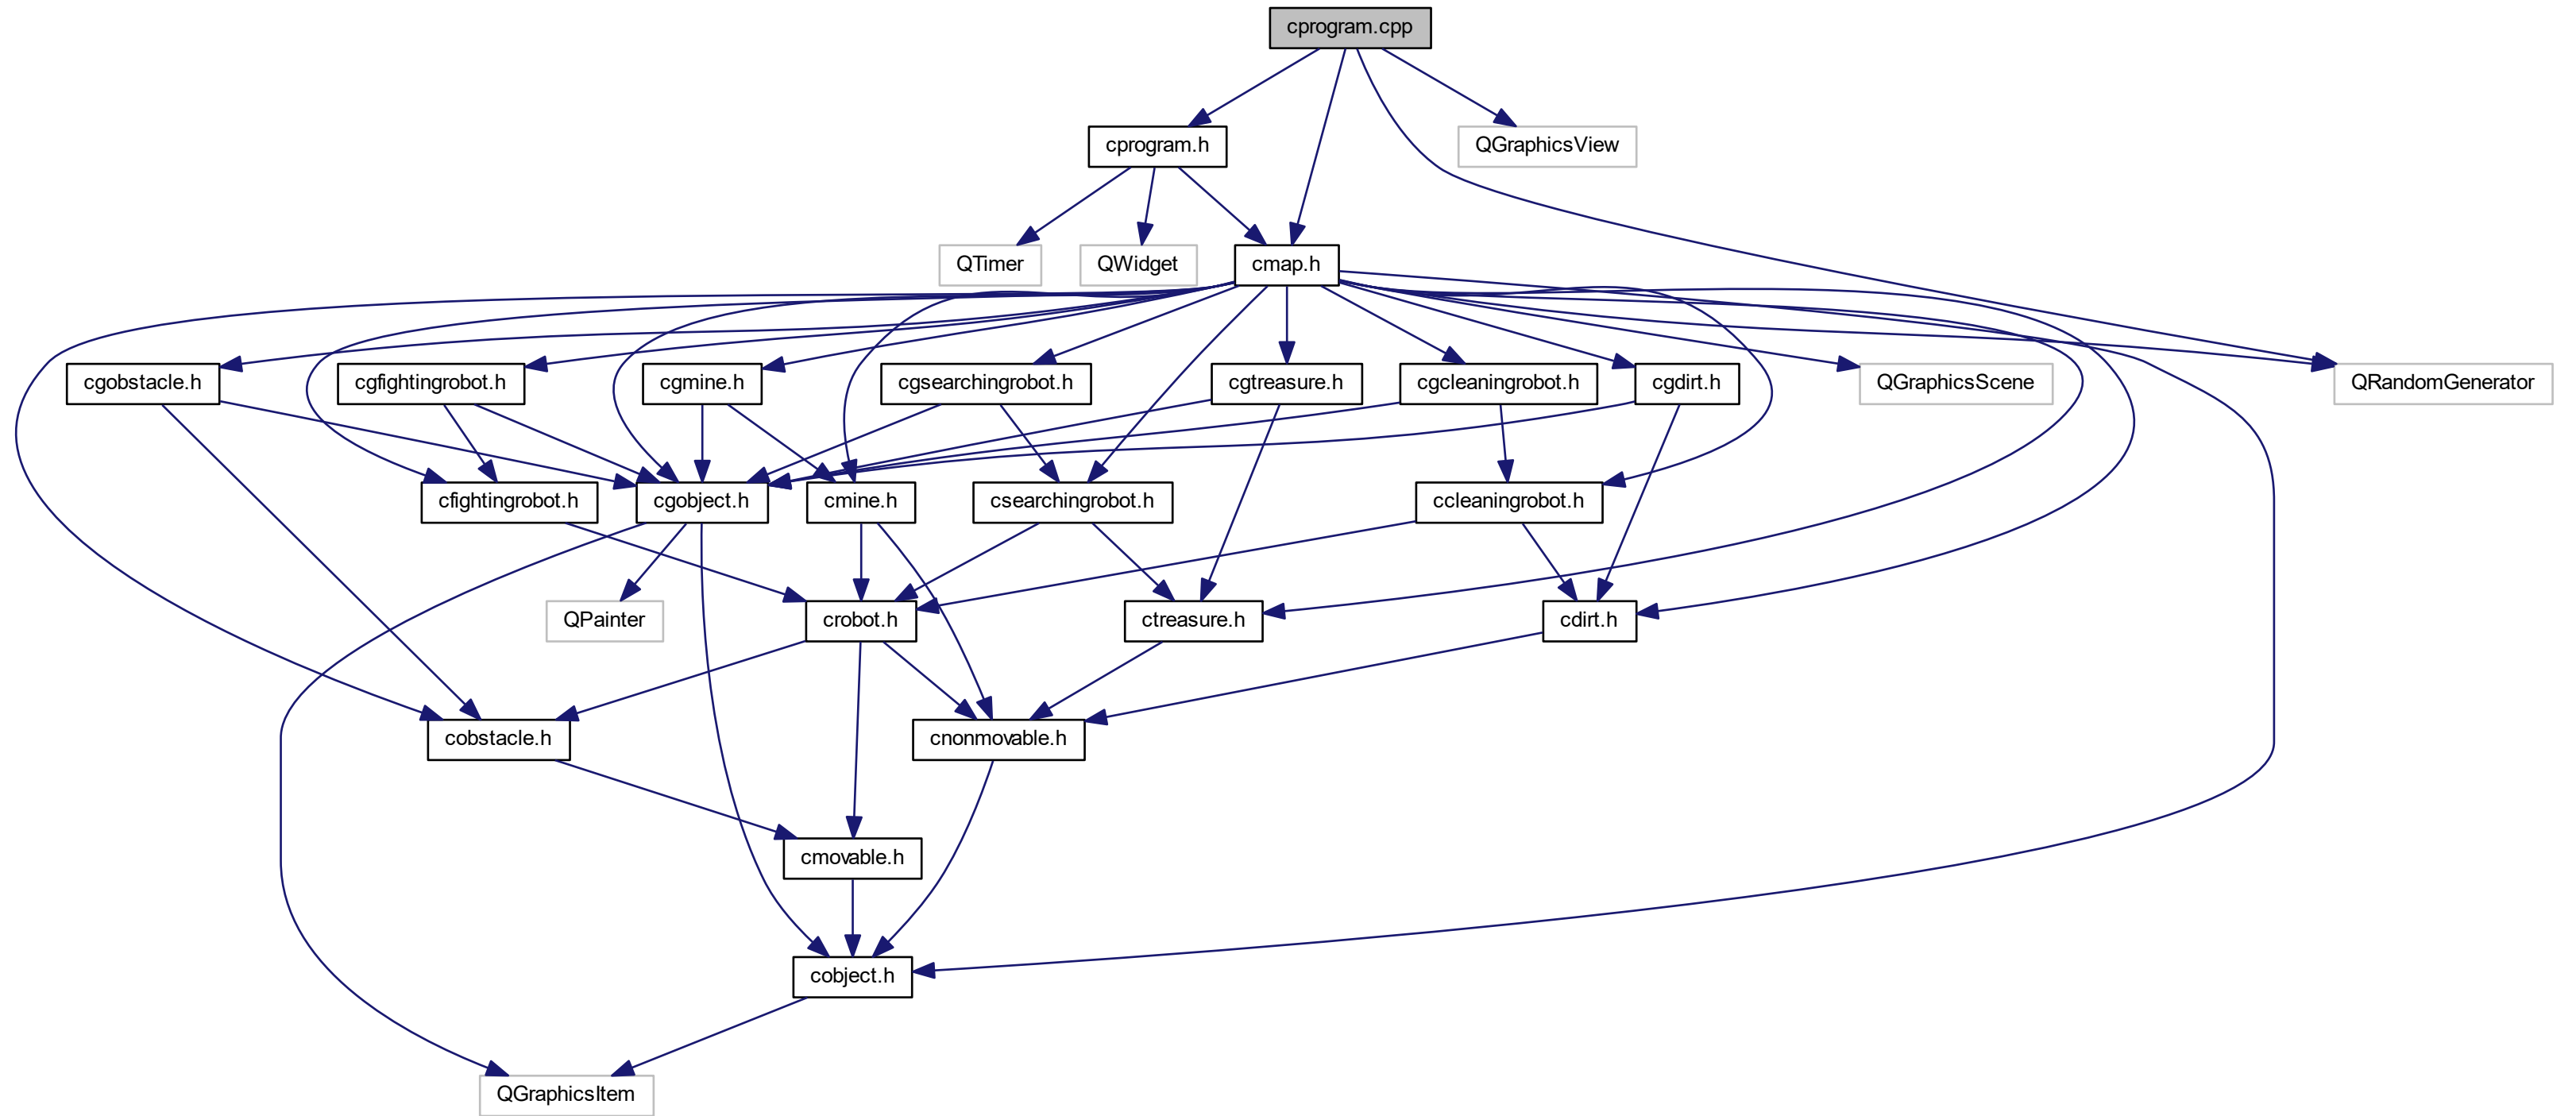 cprogram.cpp
cprogram.h
QGraphicsView
QTimer
QWidget
cmap.h
cgobstacle.h
cgfightingrobot.h
cgmine.h
cgsearchingrobot.h
cgtreasure.h
cgcleaningrobot.h
cgdirt.h
QGraphicsScene
QRandomGenerator
cfightingrobot.h
cgobject.h
cmine.h
csearchingrobot.h
ccleaningrobot.h
QPainter
crobot.h
ctreasure.h
cdirt.h
cobstacle.h
cnonmovable.h
cmovable.h
cobject.h
QGraphicsItem